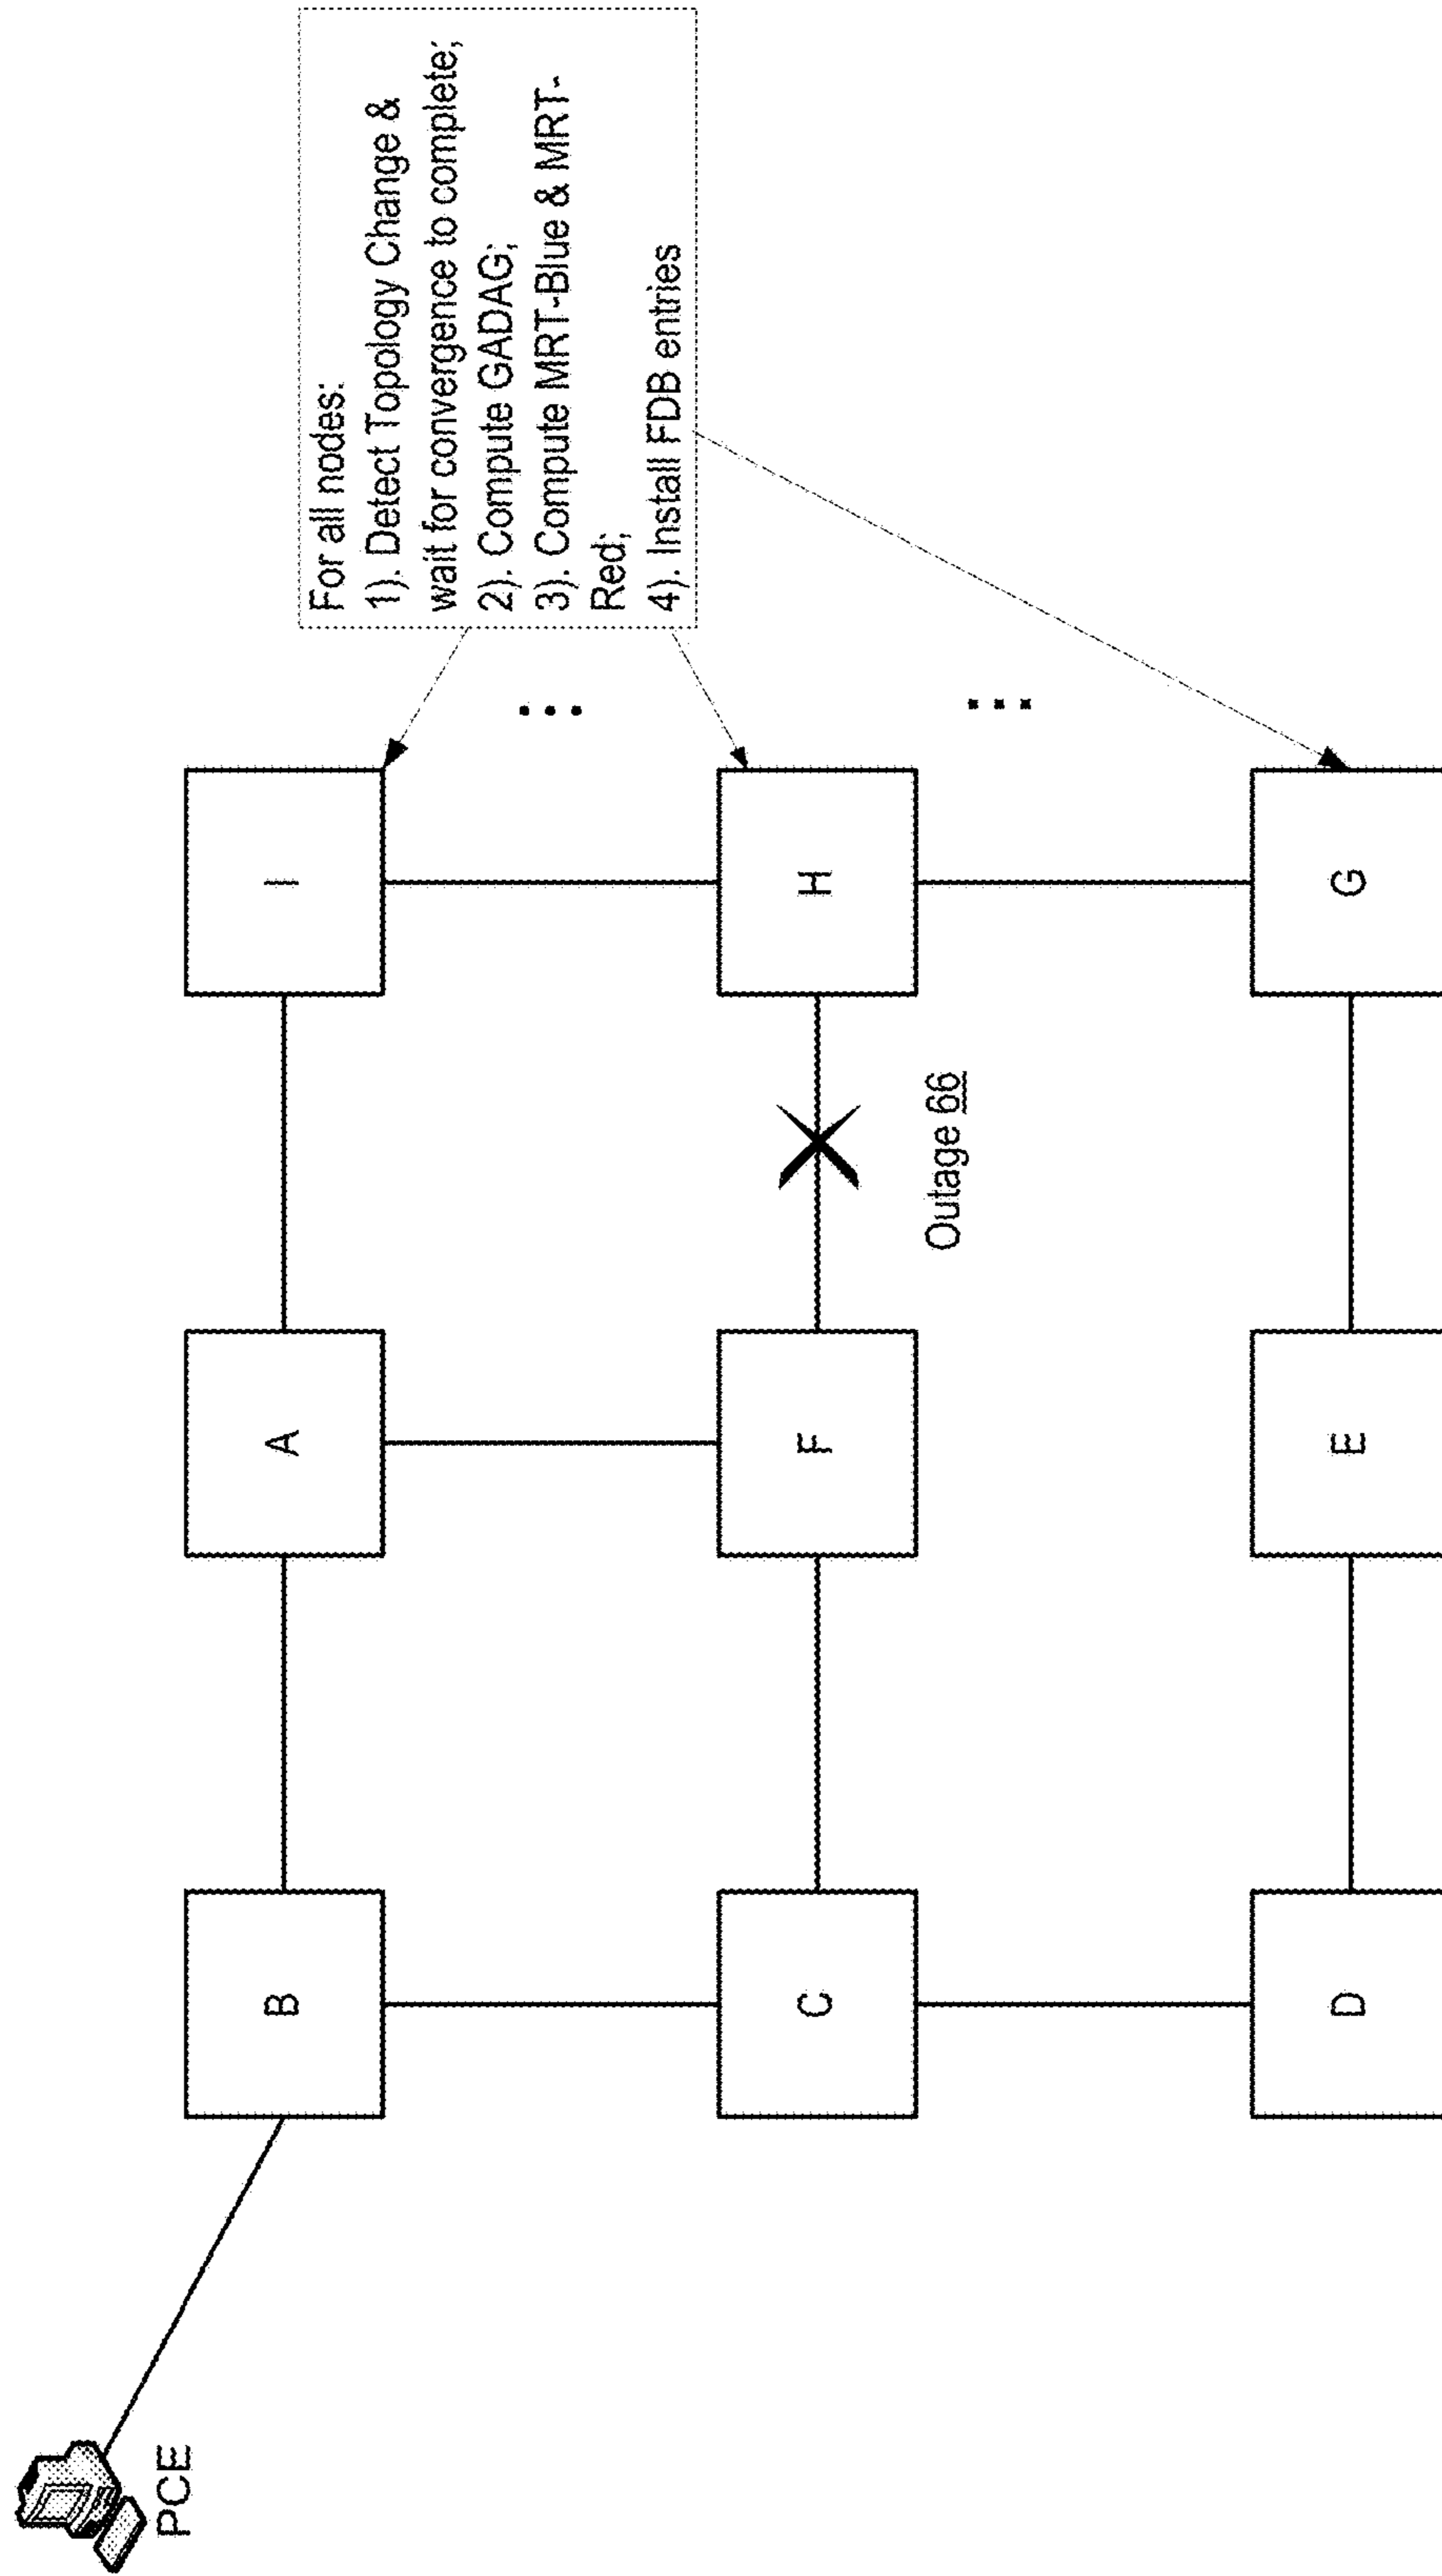 PCE
B
A
I
For all nodes:
1). Detect Topology Change &
wait for convergence to complete;
2). Compute GADAG;
3). Compute MRT-Blue & MRT-
Red;
4). Install FDB entries
C
F
H
Outage 66
D
E
G